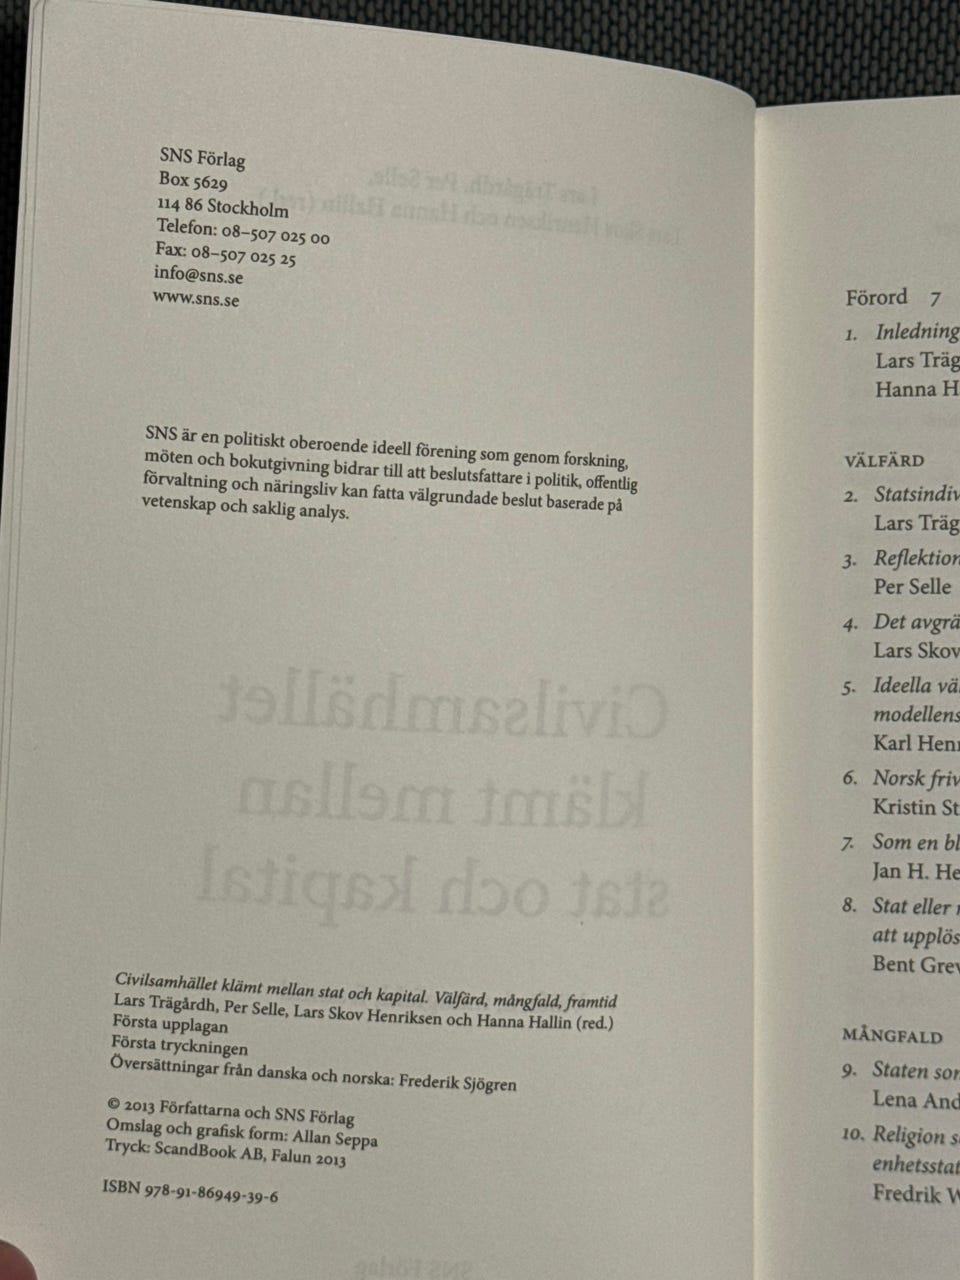 SNS Förlag
Box 5629
114 86 Stockholm
Telefon: 08–507 025 00
Fax: 08–507 025 25
info@sns.se
www.sns.se
SNS är en politiskt oberoende ideell förening som genom forskning,
möten och bokutgivning bidrar till att beslutsfattare i politik, offentlig
förvaltning och näringsliv kan fatta välgrundade beslut baserade på
vetenskap och saklig analys.
Civilsamhället
klämt mellan
stat och kapital
Civilsamhället klämt mellan stat och kapital. Välfärd, mångfald, framtid
Lars Trägårdh, Per Selle, Lars Skov Henriksen och Hanna Hallin (red.)
Första upplagan
Första tryckningen
Översättningar från danska och norska: Frederik Sjögren
© 2013 Författarna och SNS Förlag
Omslag och grafisk form: Allan Seppa
Tryck: ScandBook AB, Falun 2013
ISBN 978-91-86949-39-6
Förord 7
1. Inledning
Lars Träg
Hanna H
VÄLFÄRD
2. Statsindiv
Lars Träg
3. Reflektion
Per Selle
4. Det avgrä
Lars Skov
5. Ideella vä
modellens
Karl Henr
6. Norsk friv
Kristin St
7. Som en bl
Jan H. He
8. Stat eller
att upplös
Bent Grev
MÅNGFALD
9. Staten som
Lena And
10. Religion s
enhetsstat
Fredrik W